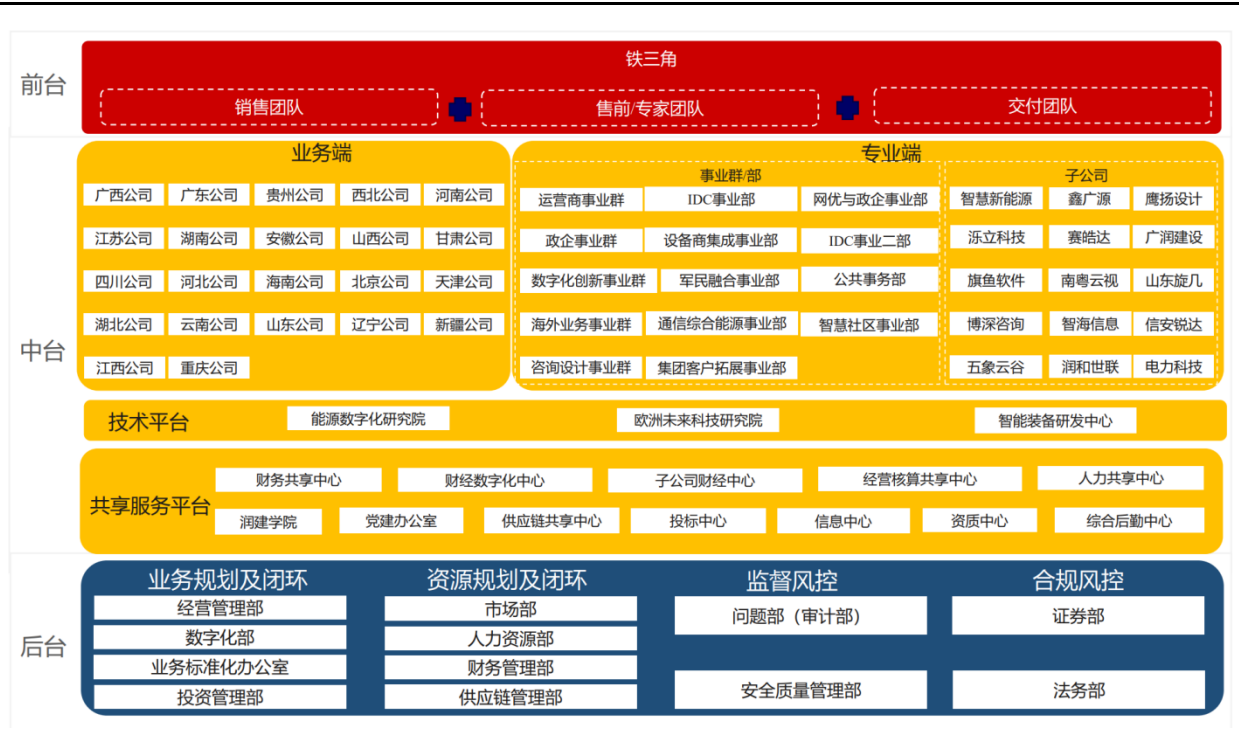 前台
铁三角
销售团队 售前/专家团队 交付团队
中台
业务端
广西公司 广东公司 贵州公司 西北公司 河南公司
江苏公司 湖南公司 安徽公司 山西公司 甘肃公司
四川公司 河北公司 海南公司 北京公司 天津公司
湖北公司 云南公司 山东公司 辽宁公司 新疆公司
江西公司 重庆公司
专业端
事业群/部
运营商事业群 IDC事业部 网优与政企事业部
政企事业群 设备商集成事业部 IDC事业二部
数字化创新事业群 军民融合事业部 公共事务部
海外业务事业群 通信综合能源事业部 智慧社区事业部
咨询设计事业群 集团客户拓展事业部
子公司
智慧新能源 鑫广源 鹰扬设计
泺立科技 赛皓达 广润建设
旗鱼软件 南粤云视 山东旋几
博深咨询 智海信息 信安锐达
五象云谷 润和世联 电力科技
技术平台 能源数字化研究院 欧洲未来科技研究院 智能装备研发中心
共享服务平台
财务共享中心 财经数字化中心 子公司财经中心 经营核算共享中心 人力共享中心
润建学院 党建办公室 供应链共享中心 投标中心 信息中心 资质中心 综合后勤中心
后台
业务规划及闭环
经营管理部
数字化部
业务标准化办公室
投资管理部
资源规划及闭环
市场部
人力资源部
财务管理部
供应链管理部
监督风控
问题部（审计部）
安全质量管理部
合规风控
证券部
法务部